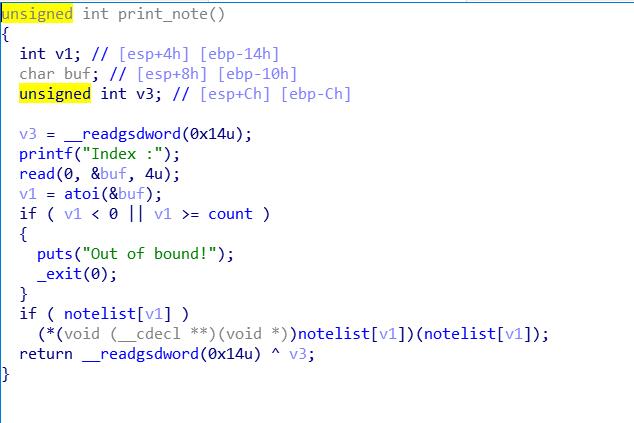 unsigned int print_note()
{
int v1; // [esp+4h] [ebp-14h]
char buf; // [esp+8h] [ebp-10h]
unsigned int v3; // [esp+Ch] [ebp-Ch]
v3 = __readgsdword(0x14u);
printf("Index :");
read(0, &buf, 4u);
v1 = atoi(&buf);
if ( v1 < 0 || v1 >= count )
{
puts("Out of bound!");
_exit(0);
}
if ( notelist[v1] )
(*(void (__cdecl **)(void *))notelist[v1])(notelist[v1]);
return __readgsdword(0x14u) ^ v3;
}